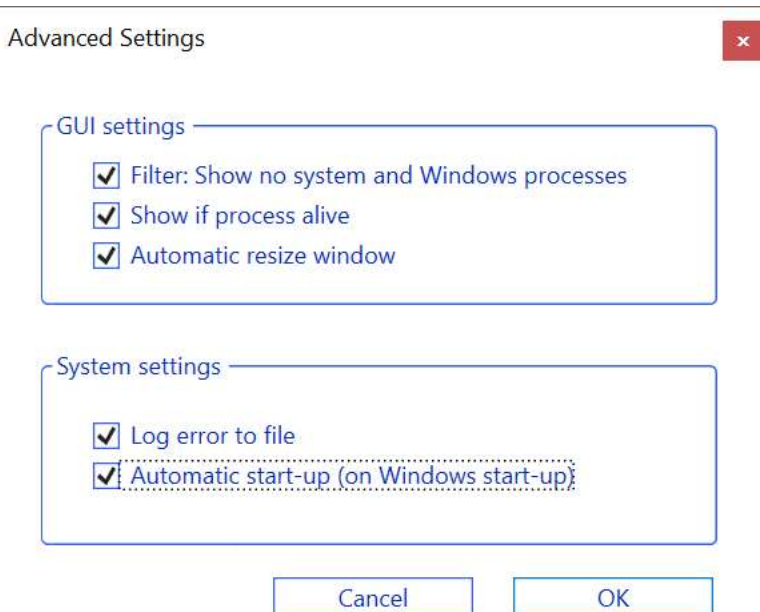 Advanced Settings
x
GUI settings
Filter: Show no system and Windows processes
Show if process alive
Automatic resize window
System settings
Log error to file
Automatic start-up (on Windows start-up)
Cancel
OK